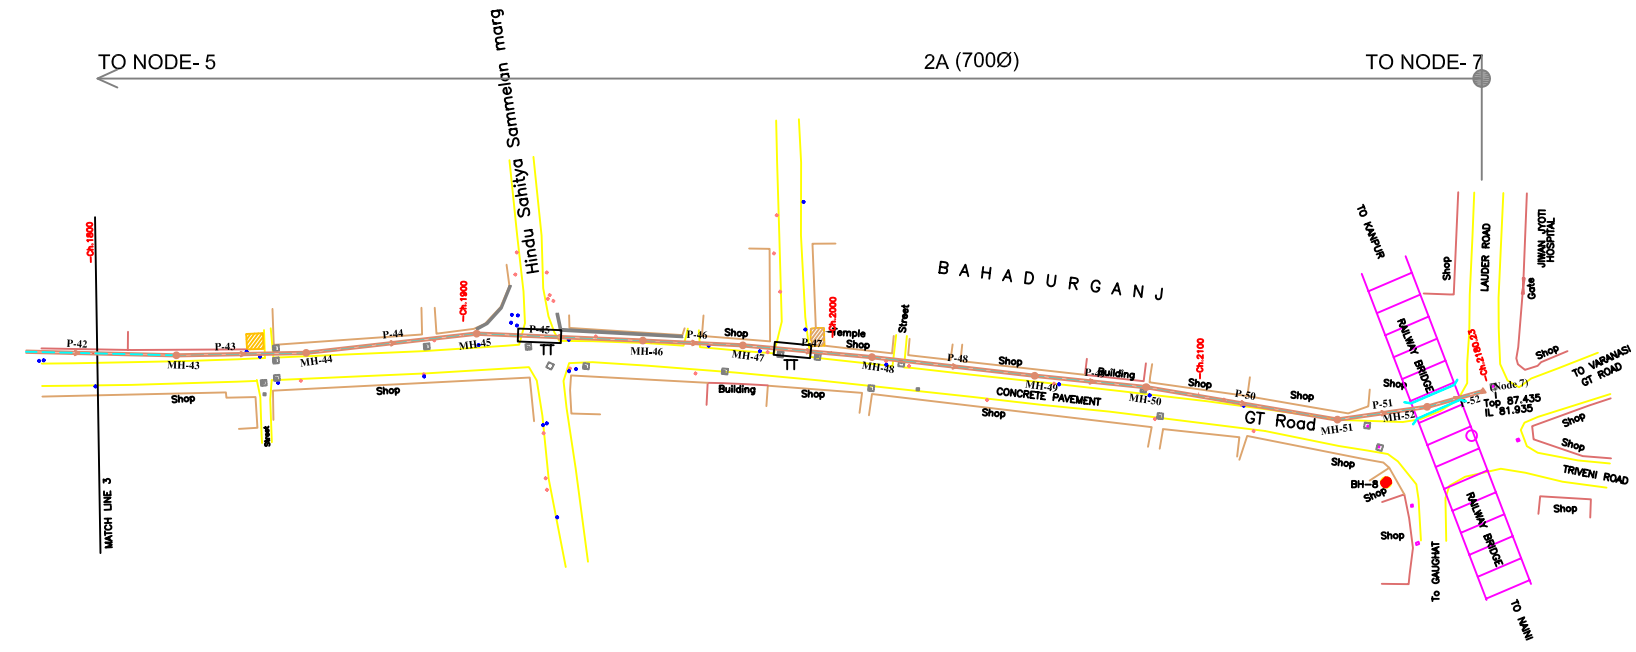 TO NODE- 5
2A (700Ø)
TO NODE- 7
Hindu Sahitya Sammelan marg
-Ch.1800
MATCH LINE 3
P-42
MH-43
P-43
MH-44
P-44
-Ch.1900
MH-45
P-45
TT
MH-46
P-46
Shop
MH-47
P-47
TT
-Ch.2000
Temple
Shop
MH-48
Street
P-48
BAHADURGANJ
Shop
MH-49
Building
MH-50
-Ch.2100
Shop
P-50
Shop
GT Road
MH-51
P-51
Shop
MH-52
P-52
-Ch.2180.23
(Node 7)
Top 87.435
IL 81.935
Shop
Street
Shop
Building
Shop
CONCRETE PAVEMENT
Shop
Shop
BH-8
Shop
Shop
TO KANPUR
RAILWAY BRIDGE
RAILWAY BRIDGE
TO NAINI
To GAUGHAT
Shop
LAUDER ROAD
Gate
JIWAN JYOTI
HOSPITAL
Shop
TO VARANASI
GT ROAD
Shop
Shop
TRIVENI ROAD
Shop